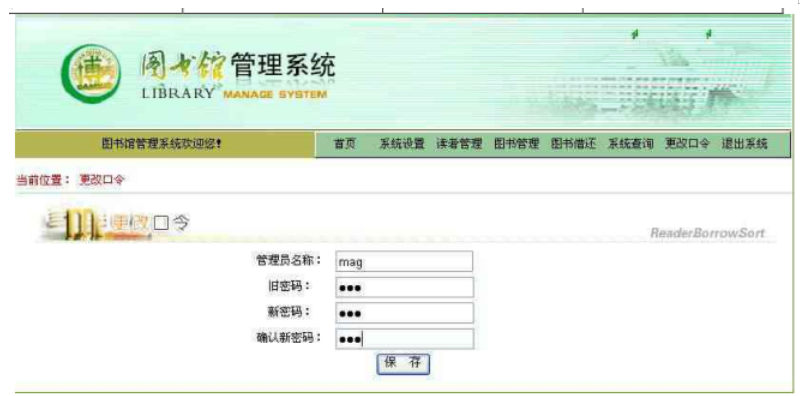 图书馆管理系统
LIBRARY MANAGE SYSTEM
图书馆管理系统欢迎您！ 首页 系统设置 读者管理 图书管理 图书借还 系统查询 更改口令 退出系统
当前位置： 更改口令
更改口令
ReaderBorrowSort
管理员名称： mag
旧密码： ●●●
新密码： ●●●
确认新密码： ●●●
保 存